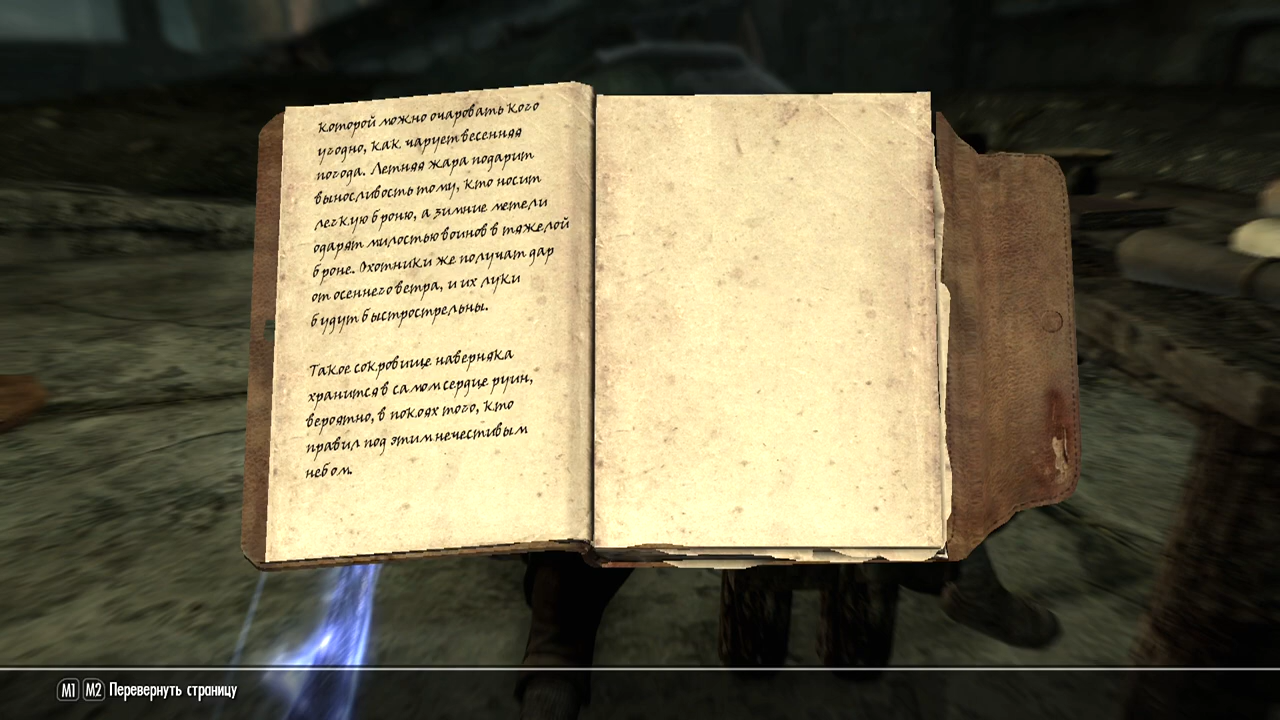 которой можно очаровать кого
угодно, как чарует весенняя
погода. Летняя жара подарит
выносливость тому, кто носит
легкую броню, а зимние метели
одарят милостью воинов в тяжелой
броне. Охотники же получат дар
от осеннего ветра, и их луки
будут быстрострельны.
Такое сокровище наверняка
хранится в самом сердце руин,
вероятно, в покоях того, кто
правил под этим нечестивым
небом.
M1 M2 Перевернуть страницу